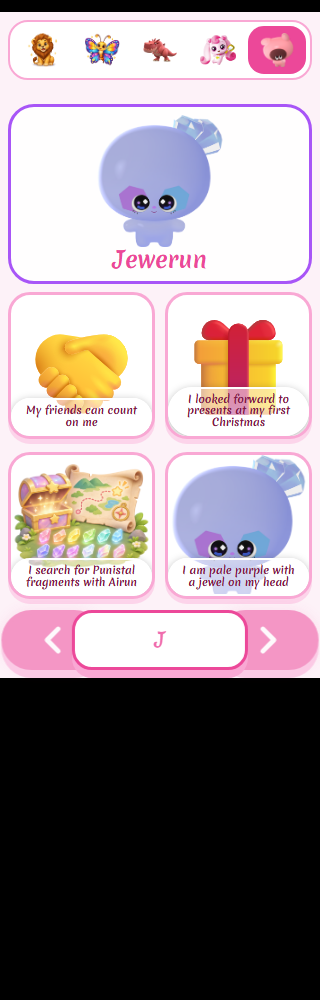 Jewerun
My friends can count
on me
I looked forward to
presents at my first
Christmas
I search for Punistal
fragments with Airun
I am pale purple with
a jewel on my head
J